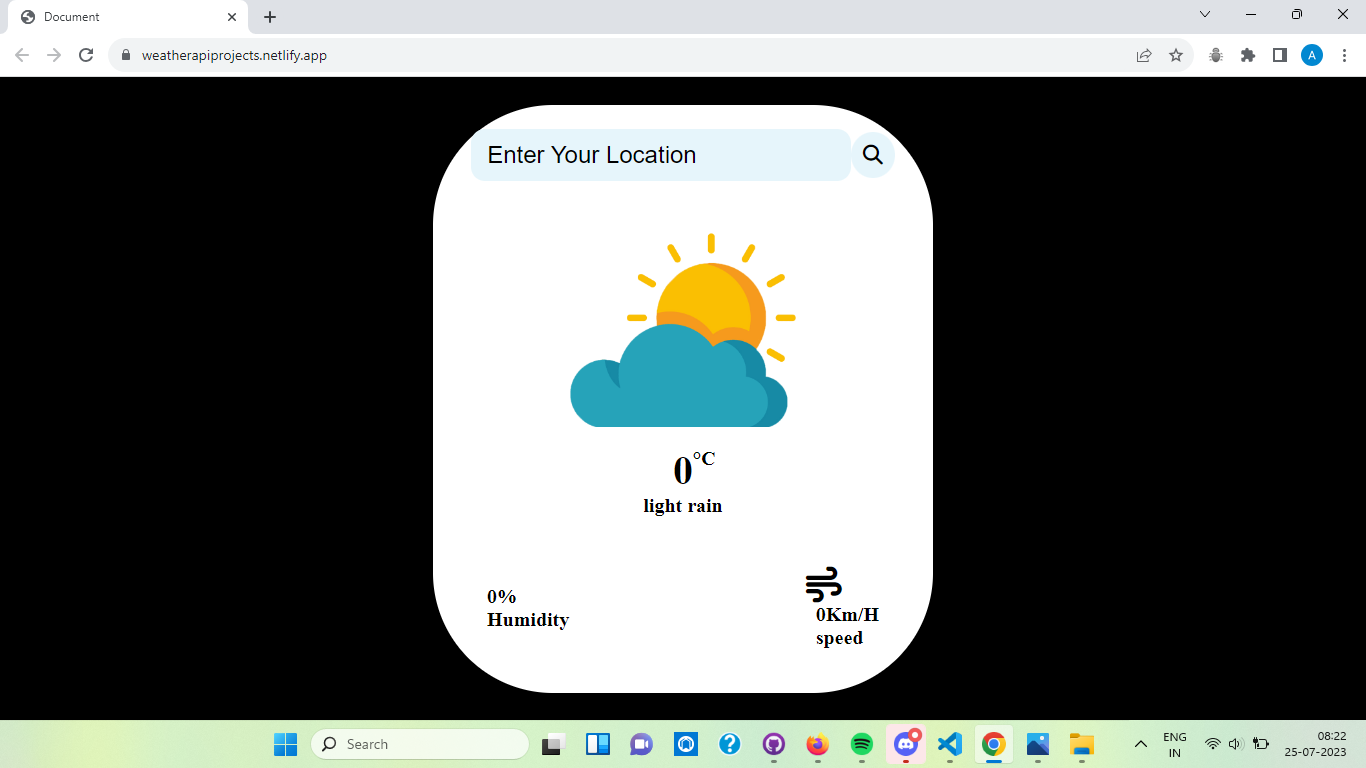 Document
weatherapiprojects.netlify.app
A
Enter Your Location
0°C
light rain
0%
Humidity
0Km/H
speed
Search
ENG
IN
08:22
25-07-2023